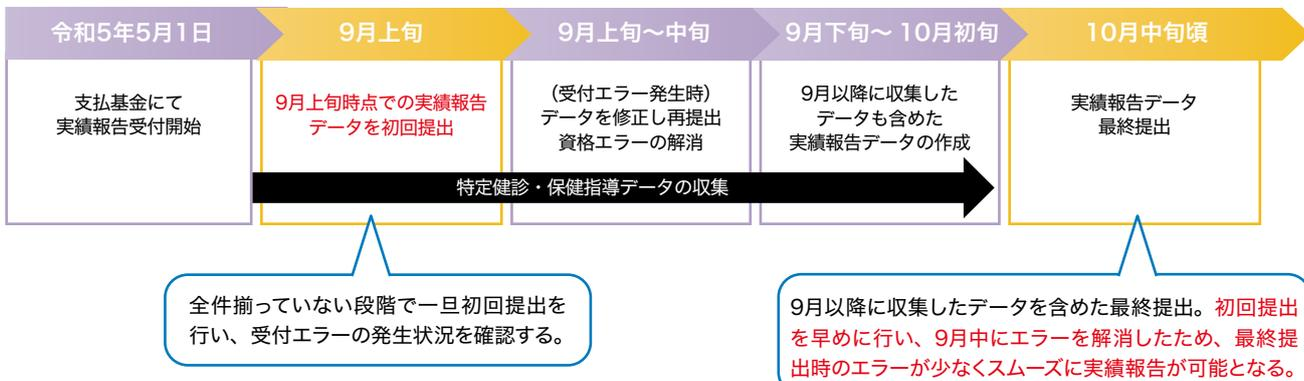 令和5年5月1日
9月上旬
9月上旬〜中旬
9月下旬〜 10月初旬
10月中旬頃
支払基金にて
実績報告受付開始
9月上旬時点での実績報告
データを初回提出
（受付エラー発生時）
データを修正し再提出
資格エラーの解消
9月以降に収集した
データも含めた
実績報告データの作成
実績報告データ
最終提出
特定健診・保健指導データの収集
全件揃っていない段階で一旦初回提出を
行い、受付エラーの発生状況を確認する。
9月以降に収集したデータを含めた最終提出。初回提出
を早めに行い、9月中にエラーを解消したため、最終提
出時のエラーが少なくスムーズに実績報告が可能となる。